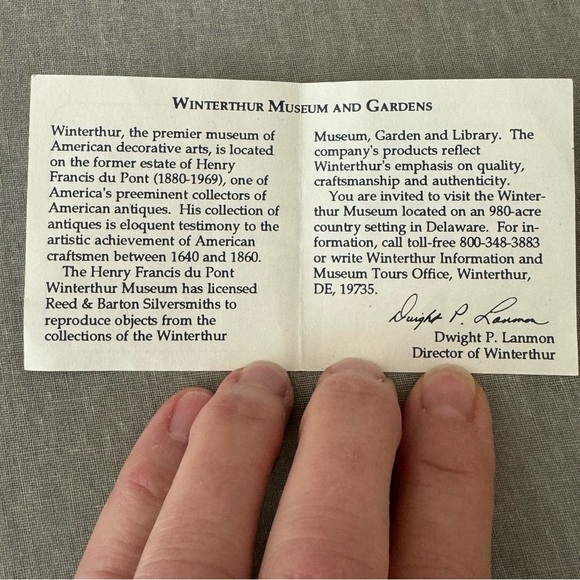 WINTERTHUR MUSEUM AND GARDENS
Winterthur, the premier museum of
American decorative arts, is located
on the former estate of Henry
Francis du Pont (1880-1969), one of
America's preeminent collectors of
American antiques. His collection of
antiques is eloquent testimony to the
artistic achievement of American
craftsmen between 1640 and 1860.
The Henry Francis du Pont
Winterthur Museum has licensed
Reed & Barton Silversmiths to
reproduce objects from the
collections of the Winterthur
Museum, Garden and Library. The
company's products reflect
Winterthur's emphasis on quality,
craftsmanship and authenticity.
You are invited to visit the Winter-
thur Museum located on an 980-acre
country setting in Delaware. For in-
formation, call toll-free 800-348-3883
or write Winterthur Information and
Museum Tours Office, Winterthur,
DE, 19735.
Dwight P. Lanmon
Dwight P. Lanmon
Director of Winterthur